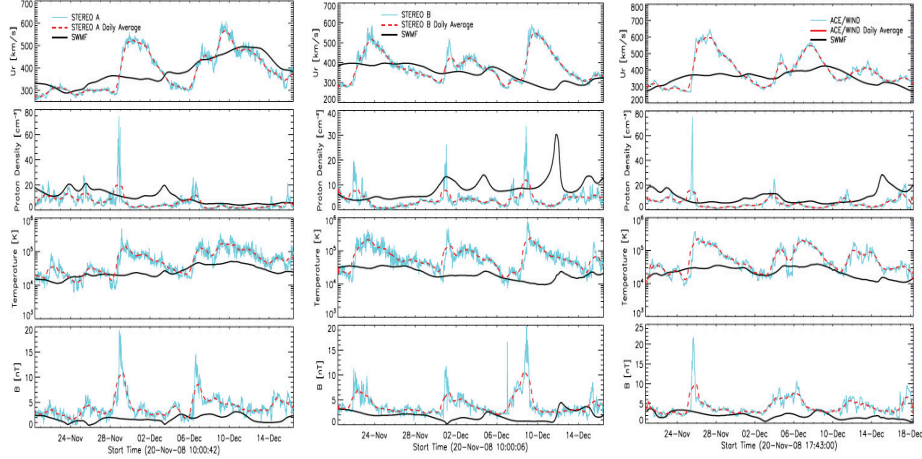 STEREO A
STEREO A Daily Average
SWMF
Ur [km/s]
700
600
500
400
300
Proton Density [cm⁻³]
80
60
40
20
0
Temperature [K]
10⁶
10⁵
10⁴
10³
B [nT]
20
15
10
5
0
24-Nov 28-Nov 02-Dec 06-Dec 10-Dec 14-Dec
Start Time (20-Nov-08 10:00:42)
STEREO B
STEREO B Daily Average
SWMF
Ur [km/s]
700
600
500
400
300
200
Proton Density [cm⁻³]
40
30
20
10
0
Temperature [K]
10⁶
10⁵
10⁴
10³
B [nT]
20
15
10
5
0
24-Nov 28-Nov 02-Dec 06-Dec 10-Dec 14-Dec
Start Time (20-Nov-08 10:00:06)
ACE/WIND
ACE/WIND Daily Average
SWMF
Ur [km/s]
800
700
600
500
400
300
200
Proton Density [cm⁻³]
80
60
40
20
0
Temperature [K]
10⁶
10⁵
10⁴
10³
B [nT]
25
20
15
10
5
0
24-Nov 28-Nov 02-Dec 06-Dec 10-Dec 14-Dec 18-Dec
Start Time (20-Nov-08 17:43:00)